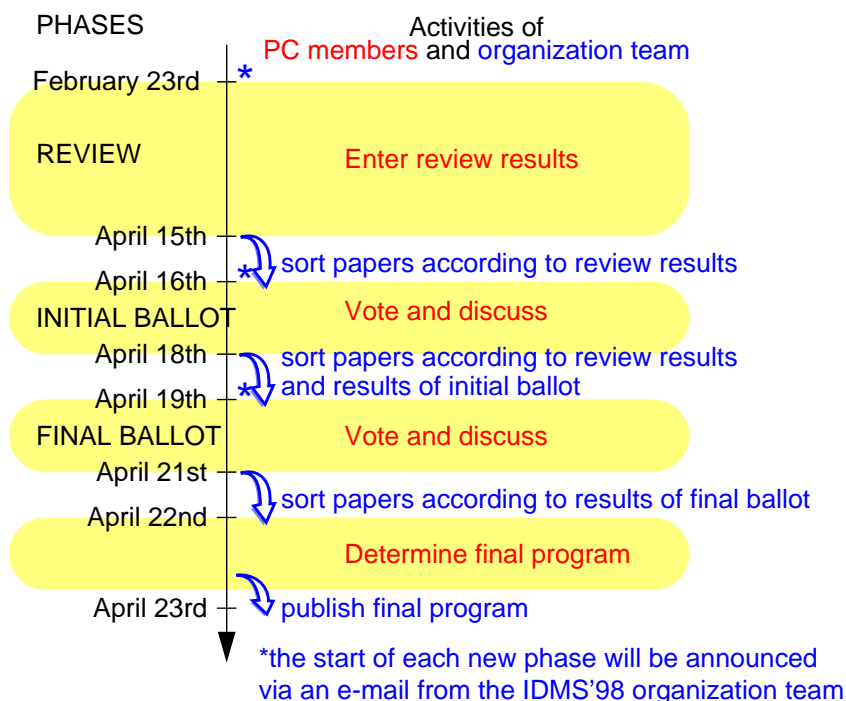 PHASES
Activities of
PC members and organization team
February 23rd
*
REVIEW
Enter review results
April 15th
sort papers according to review results
April 16th
*
INITIAL BALLOT
Vote and discuss
April 18th
sort papers according to review results
and results of initial ballot
April 19th
*
FINAL BALLOT
Vote and discuss
April 21st
sort papers according to results of final ballot
April 22nd
Determine final program
April 23rd
publish final program
*the start of each new phase will be announced
via an e-mail from the IDMS'98 organization team